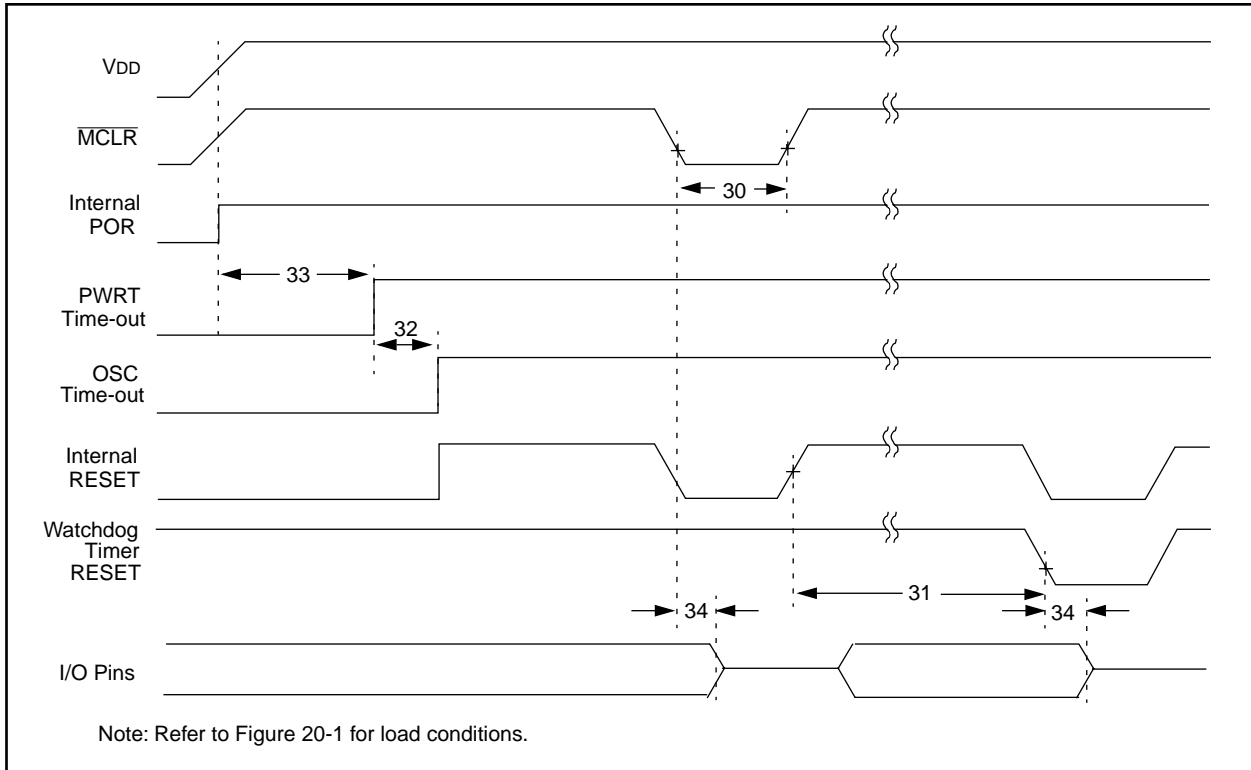 VDD
MCLR
30
Internal
POR
33
PWRT
Time-out
32
OSC
Time-out
Internal
RESET
Watchdog
Timer
RESET
31
34
34
I/O Pins
Note: Refer to Figure 20-1 for load conditions.